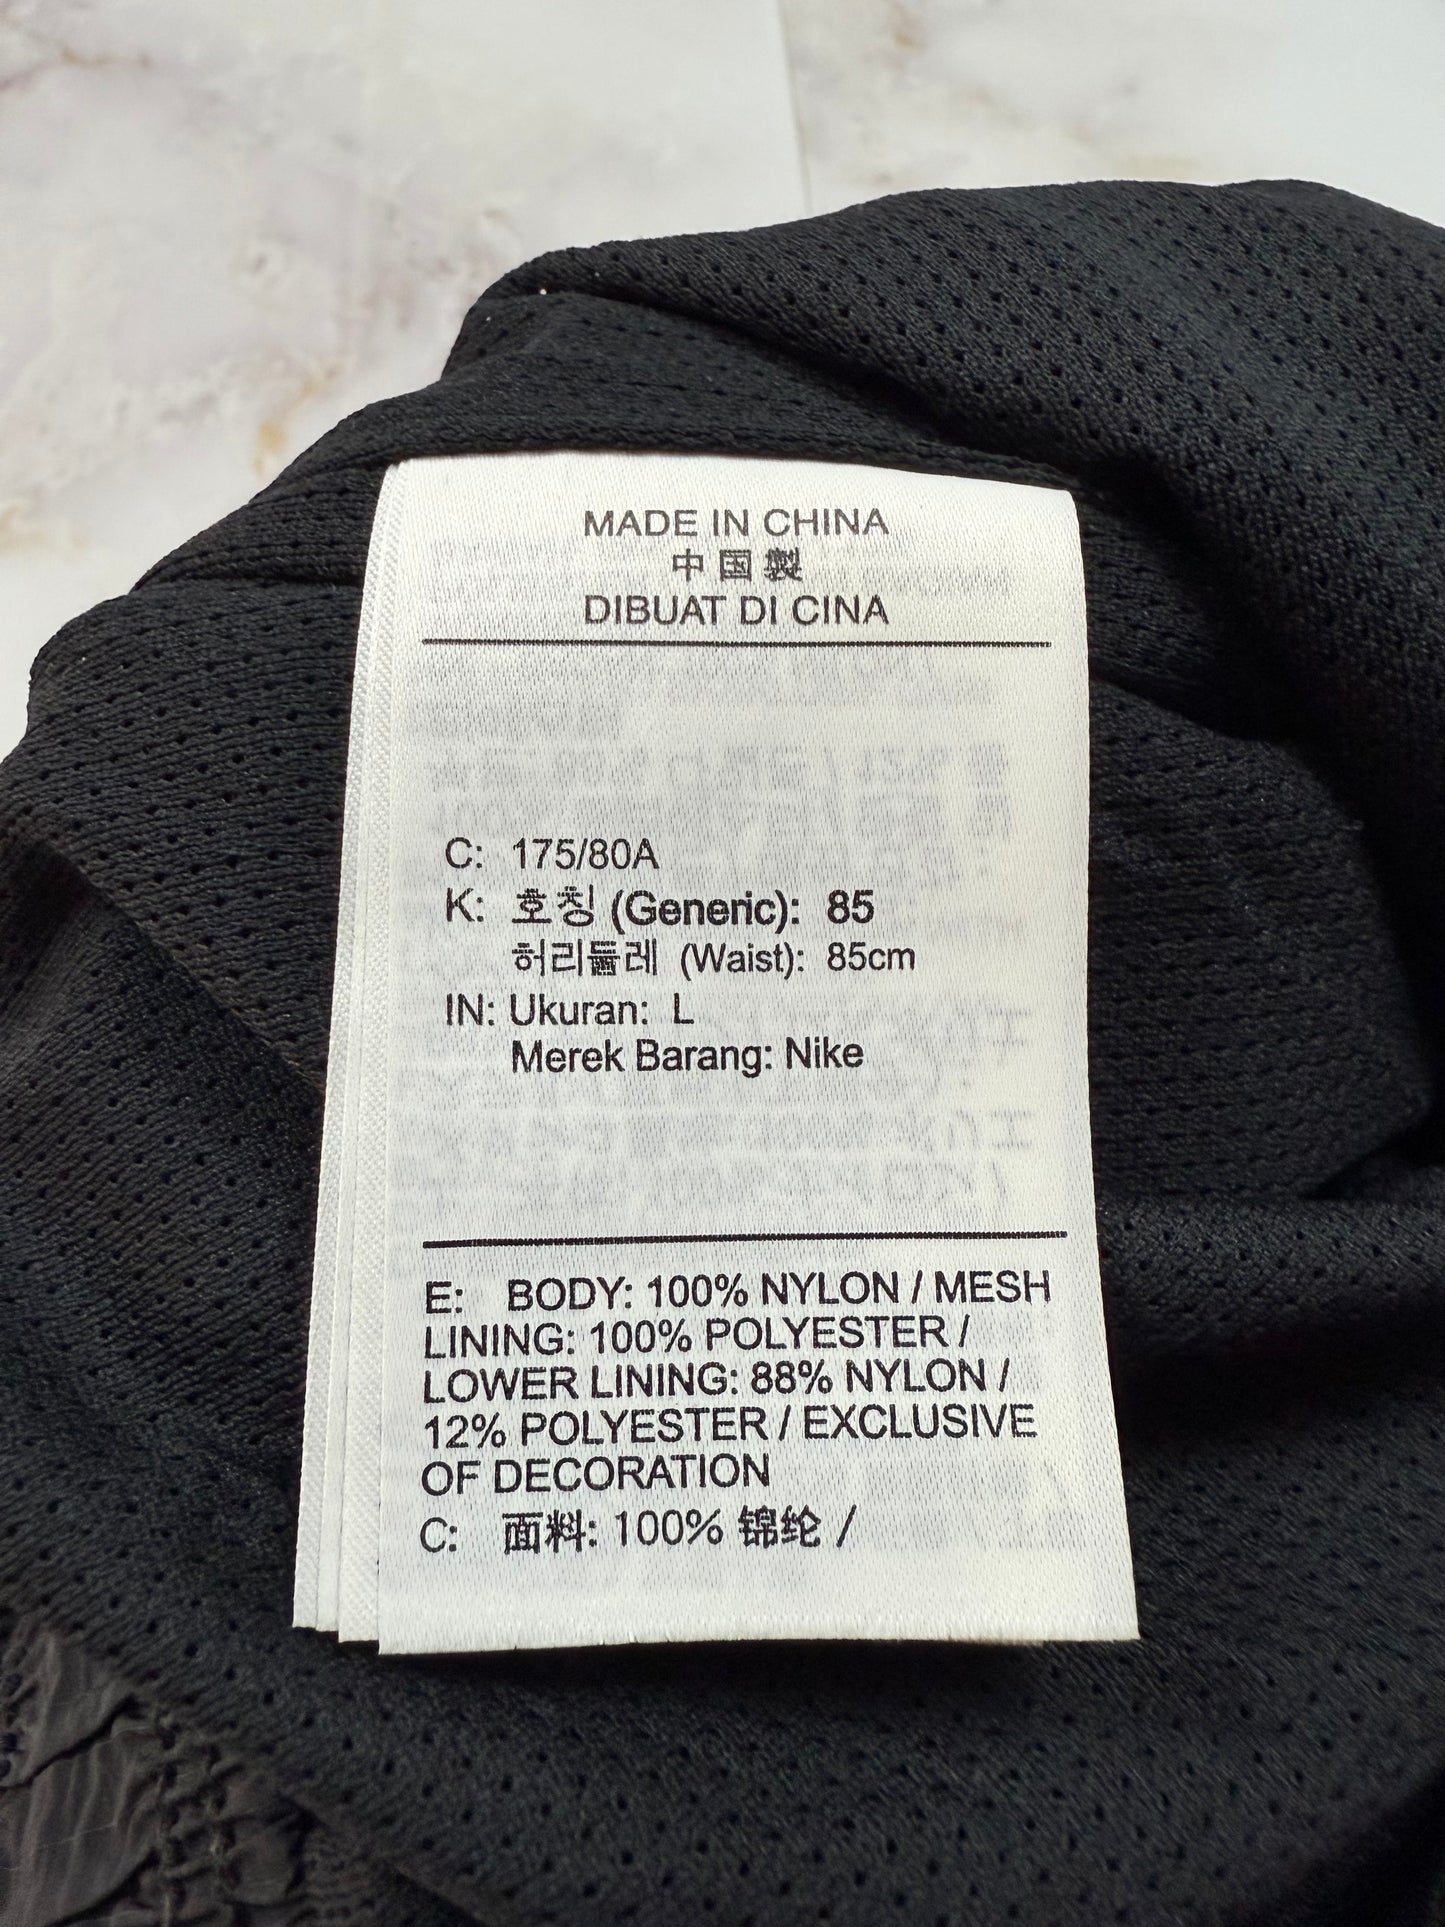 MADE IN CHINA
中国製
DIBUAT DI CINA
C: 175/80A
K: 호칭 (Generic): 85
허리둘레 (Waist): 85cm
IN: Ukuran: L
Merek Barang: Nike
E: BODY: 100% NYLON / MESH
LINING: 100% POLYESTER /
LOWER LINING: 88% NYLON /
12% POLYESTER / EXCLUSIVE
OF DECORATION
C: 面料: 100% 锦纶 /